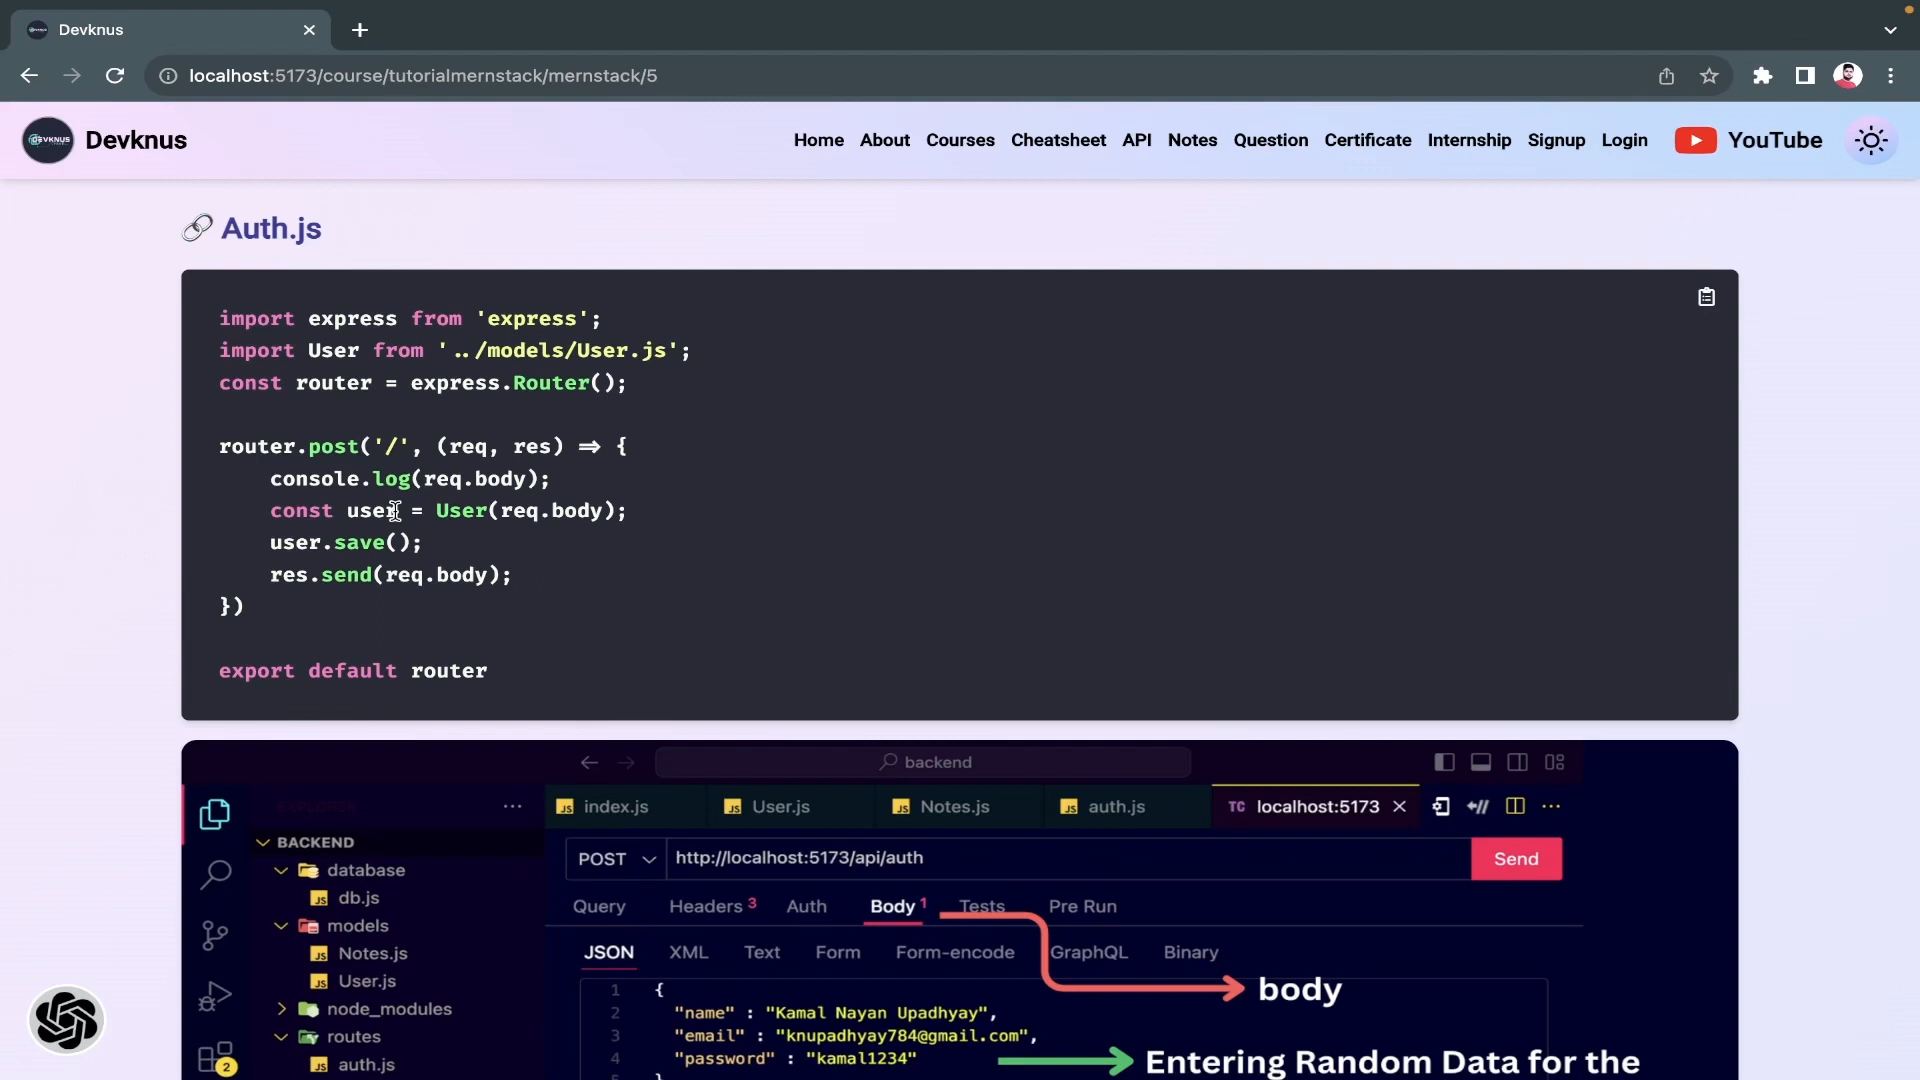 Devknus
localhost:5173/course/tutorialmernstack/mernstack/5
DEVKNUS
Devknus
Home About Courses Cheatsheet API Notes Question Certificate Internship Signup Login YouTube
Auth.js
import express from 'express';
import User from '../models/User.js';
const router = express.Router();
router.post('/', (req, res) => {
console.log(req.body);
const user = User(req.body);
user.save();
res.send(req.body);
})
export default router
backend
EXPLORER
index.js User.js Notes.js auth.js TC localhost:5173
BACKEND
database
db.js
models
Notes.js
User.js
node_modules
routes
auth.js
2
POST http://localhost:5173/api/auth Send
Query Headers 3 Auth Body 1 Tests Pre Run
JSON XML Text Form Form-encode GraphQL Binary
1 {
2 "name" : "Kamal Nayan Upadhyay",
3 "email" : "knupadhyay784@gmail.com",
4 "password" : "kamal1234"
body
Entering Random Data for the